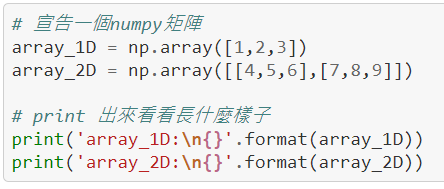 # 宣告一個numpy矩陣
array_1D = np.array([1,2,3])
array_2D = np.array([[4,5,6],[7,8,9]])
# print 出來看看長什麼樣子
print('array_1D:\n{}'.format(array_1D))
print('array_2D:\n{}'.format(array_2D))